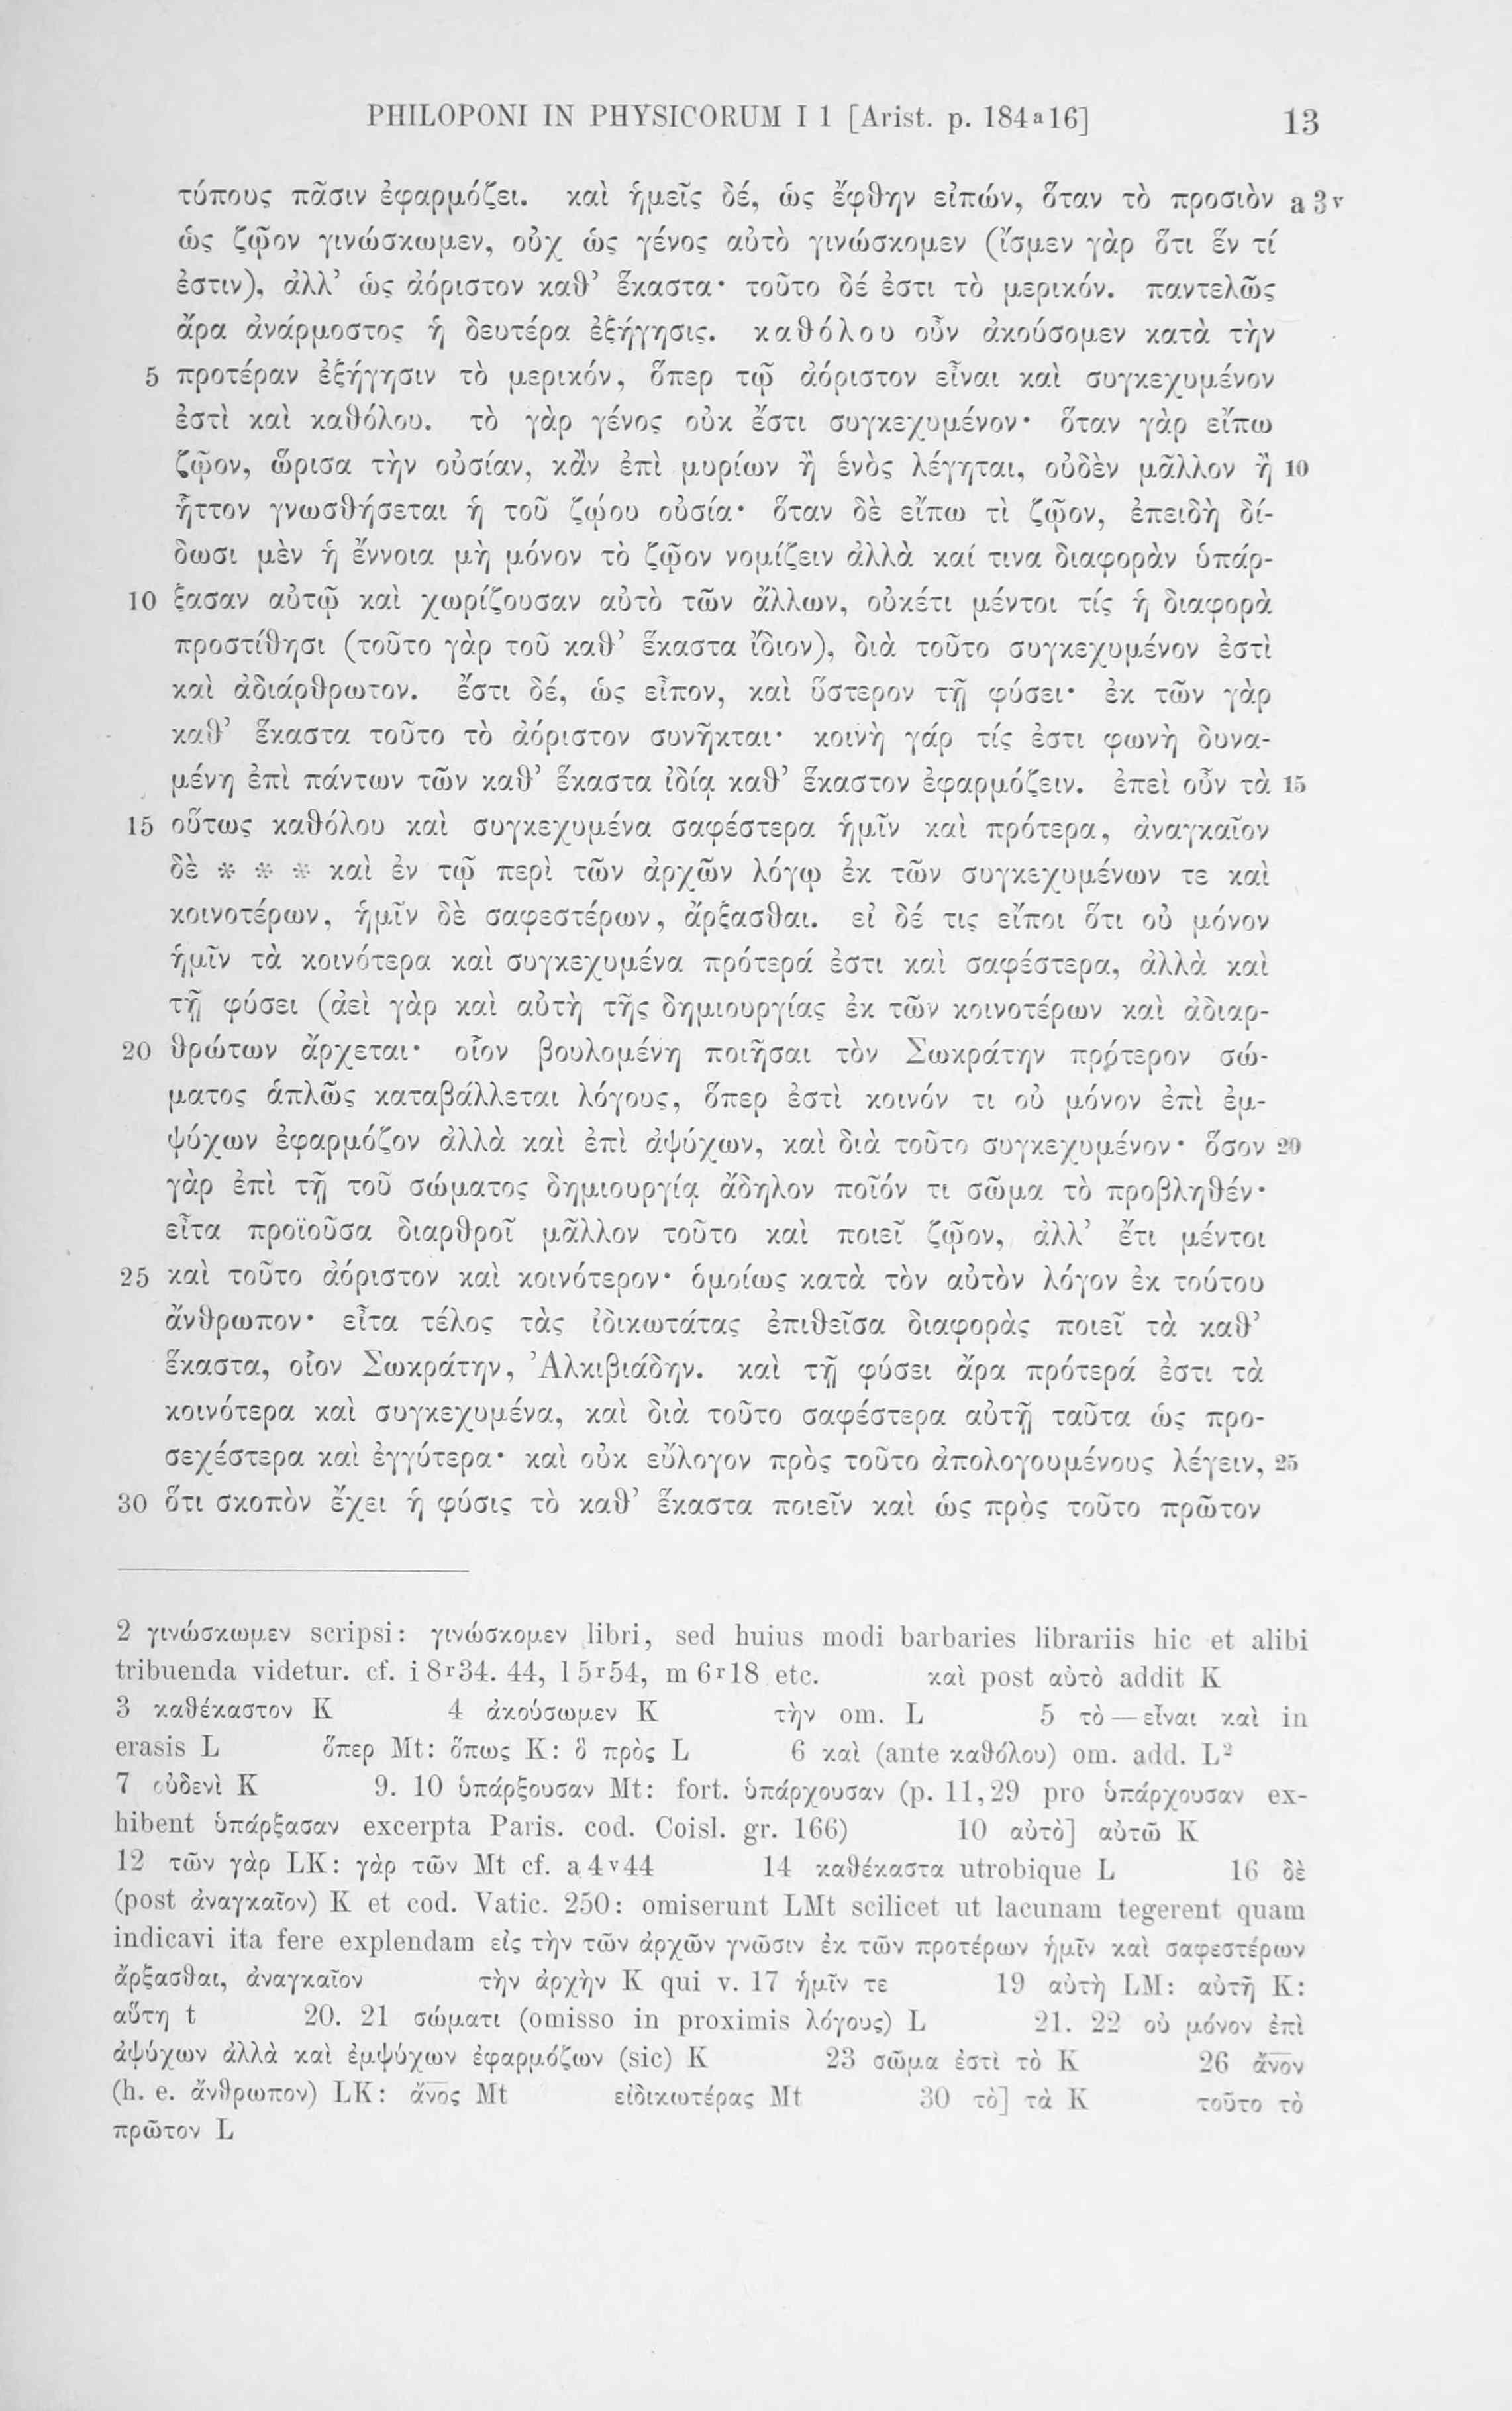 PHILOPONI IN PHYSICORUM I 1 [Arist. p. 184a16] 13
τύπους πᾶσιν ἐφαρμόζει. καὶ ἡμεῖς δέ, ὡς ἔφθην εἰπών, ὅταν τὸ προσιὸν a 3v
ὡς ζῷον γινώσκωμεν, οὐχ ὡς γένος αὐτὸ γινώσκομεν (ἴσμεν γὰρ ὅτι ἕν τί
ἐστιν), ἀλλ’ ὡς ἀόριστον καθ’ ἕκαστα· τοῦτο δέ ἐστι τὸ μερικόν. παντελῶς
ἄρα ἀνάρμοστος ἡ δευτέρα ἐξήγησις. καθόλου οὖν ἀκούσομεν κατὰ τὴν
5 προτέραν ἐξήγησιν τὸ μερικόν, ὅπερ τῷ ἀόριστον εἶναι καὶ συγκεχυμένον
ἐστὶ καὶ καθόλου. τὸ γὰρ γένος οὐκ ἔστι συγκεχυμένον· ὅταν γὰρ εἴπω
ζῷον, ὥρισα τὴν οὐσίαν, κἂν ἐπὶ μυρίων ἢ ἑνὸς λέγηται, οὐδὲν μᾶλλον ἢ 10
ἧττον γνωσθήσεται ἡ τοῦ ζῴου οὐσία· ὅταν δὲ εἴπω τὶ ζῷον, ἐπειδὴ δί-
δωσι μὲν ἡ ἔννοια μὴ μόνον τὸ ζῷον νομίζειν ἀλλὰ καί τινα διαφορὰν ὑπάρ-
10 ξασαν αὐτῷ καὶ χωρίζουσαν αὐτὸ τῶν ἄλλων, οὐκέτι μέντοι τίς ἡ διαφορὰ
προστίθησι (τοῦτο γὰρ τοῦ καθ’ ἕκαστα ἴδιον), διὰ τοῦτο συγκεχυμένον ἐστὶ
καὶ ἀδιάρθρωτον. ἔστι δέ, ὡς εἶπον, καὶ ὕστερον τῇ φύσει· ἐκ τῶν γὰρ
καθ’ ἕκαστα τοῦτο τὸ ἀόριστον συνῆκται· κοινὴ γάρ τίς ἐστι φωνὴ δυνα-
μένη ἐπὶ πάντων τῶν καθ’ ἕκαστα ἰδίᾳ καθ’ ἕκαστον ἐφαρμόζειν. ἐπεὶ οὖν τὰ 15
15 οὕτως καθόλου καὶ συγκεχυμένα σαφέστερα ἡμῖν καὶ πρότερα, ἀναγκαῖον
δὲ * * * καὶ ἐν τῷ περὶ τῶν ἀρχῶν λόγῳ ἐκ τῶν συγκεχυμένων τε καὶ
κοινοτέρων, ἡμῖν δὲ σαφεστέρων, ἄρξασθαι. εἰ δέ τις εἴποι ὅτι οὐ μόνον
ἡμῖν τὰ κοινότερα καὶ συγκεχυμένα πρότερά ἐστι καὶ σαφέστερα, ἀλλὰ καὶ
τῇ φύσει (ἀεὶ γὰρ καὶ αὐτὴ τῆς δημιουργίας ἐκ τῶν κοινοτέρων καὶ ἀδιαρ-
20 θρώτων ἄρχεται· οἷον βουλομένη ποιῆσαι τὸν Σωκράτην πρότερον σώ-
ματος ἁπλῶς καταβάλλεται λόγους, ὅπερ ἐστὶ κοινόν τι οὐ μόνον ἐπὶ ἐμ-
ψύχων ἐφαρμόζον ἀλλὰ καὶ ἐπὶ ἀψύχων, καὶ διὰ τοῦτο συγκεχυμένον· ὅσον 20
γὰρ ἐπὶ τῇ τοῦ σώματος δημιουργίᾳ ἄδηλον ποῖόν τι σῶμα τὸ προβληθέν·
εἶτα προϊοῦσα διαρθροῖ μᾶλλον τοῦτο καὶ ποιεῖ ζῷον, ἀλλ’ ἔτι μέντοι
25 καὶ τοῦτο ἀόριστον καὶ κοινότερον· ὁμοίως κατὰ τὸν αὐτὸν λόγον ἐκ τούτου
ἄνθρωπον· εἶτα τέλος τὰς ἰδικωτάτας ἐπιθεῖσα διαφορὰς ποιεῖ τὰ καθ’
ἕκαστα, οἷον Σωκράτην, Ἀλκιβιάδην. καὶ τῇ φύσει ἄρα πρότερά ἐστι τὰ
κοινότερα καὶ συγκεχυμένα, καὶ διὰ τοῦτο σαφέστερα αὐτῇ ταῦτα ὡς προ-
σεχέστερα καὶ ἐγγύτερα· καὶ οὐκ εὔλογον πρὸς τοῦτο ἀπολογουμένους λέγειν, 25
30 ὅτι σκοπὸν ἔχει ἡ φύσις τὸ καθ’ ἕκαστα ποιεῖν καὶ ὡς πρὸς τοῦτο πρῶτον
2 γινώσκωμεν scripsi: γινώσκομεν libri, sed huius modi barbaries librariis hic et alibi
tribuenda videtur. cf. i 8r34. 44, l 5r54, m 6r18 etc. καὶ post αὐτὸ addit K
3 καθέκαστον K 4 ἀκούσωμεν K τὴν om. L 5 τὸ — εἶναι καὶ in
erasis L ὅπερ Mt: ὅπως K: ὃ πρὸς L 6 καὶ (ante καθόλου) om. add. L2
7 οὐδενὶ K 9. 10 ὑπάρξουσαν Mt: fort. ὑπάρχουσαν (p. 11,29 pro ὑπάρχουσαν ex-
hibent ὑπάρξασαν excerpta Paris. cod. Coisl. gr. 166) 10 αὐτὸ] αὐτῶ K
12 τῶν γὰρ LK: γὰρ τῶν Mt cf. a 4v44 14 καθέκαστα utrobique L 16 δὲ
(post ἀναγκαῖον) K et cod. Vatic. 250: omiserunt LMt scilicet ut lacunam tegerent quam
indicavi ita fere explendam εἰς τὴν τῶν ἀρχῶν γνῶσιν ἐκ τῶν προτέρων ἡμῖν καὶ σαφεστέρων
ἄρξασθαι, ἀναγκαῖον τὴν ἀρχὴν K qui v. 17 ἡμῖν τε 19 αὐτὴ LM: αὐτῆ K:
αὕτη t 20. 21 σώματι (omisso in proximis λόγους) L 21. 22 οὐ μόνον ἐπὶ
ἀψύχων ἀλλὰ καὶ ἐμψύχων ἐφαρμόζων (sic) K 23 σῶμα ἐστὶ τὸ K 26 ἄνον
(h. e. ἄνθρωπον) LK: ἄνος Mt εἰδικωτέρας Mt 30 τὸ] τὰ K τοῦτο τὸ
πρῶτον L